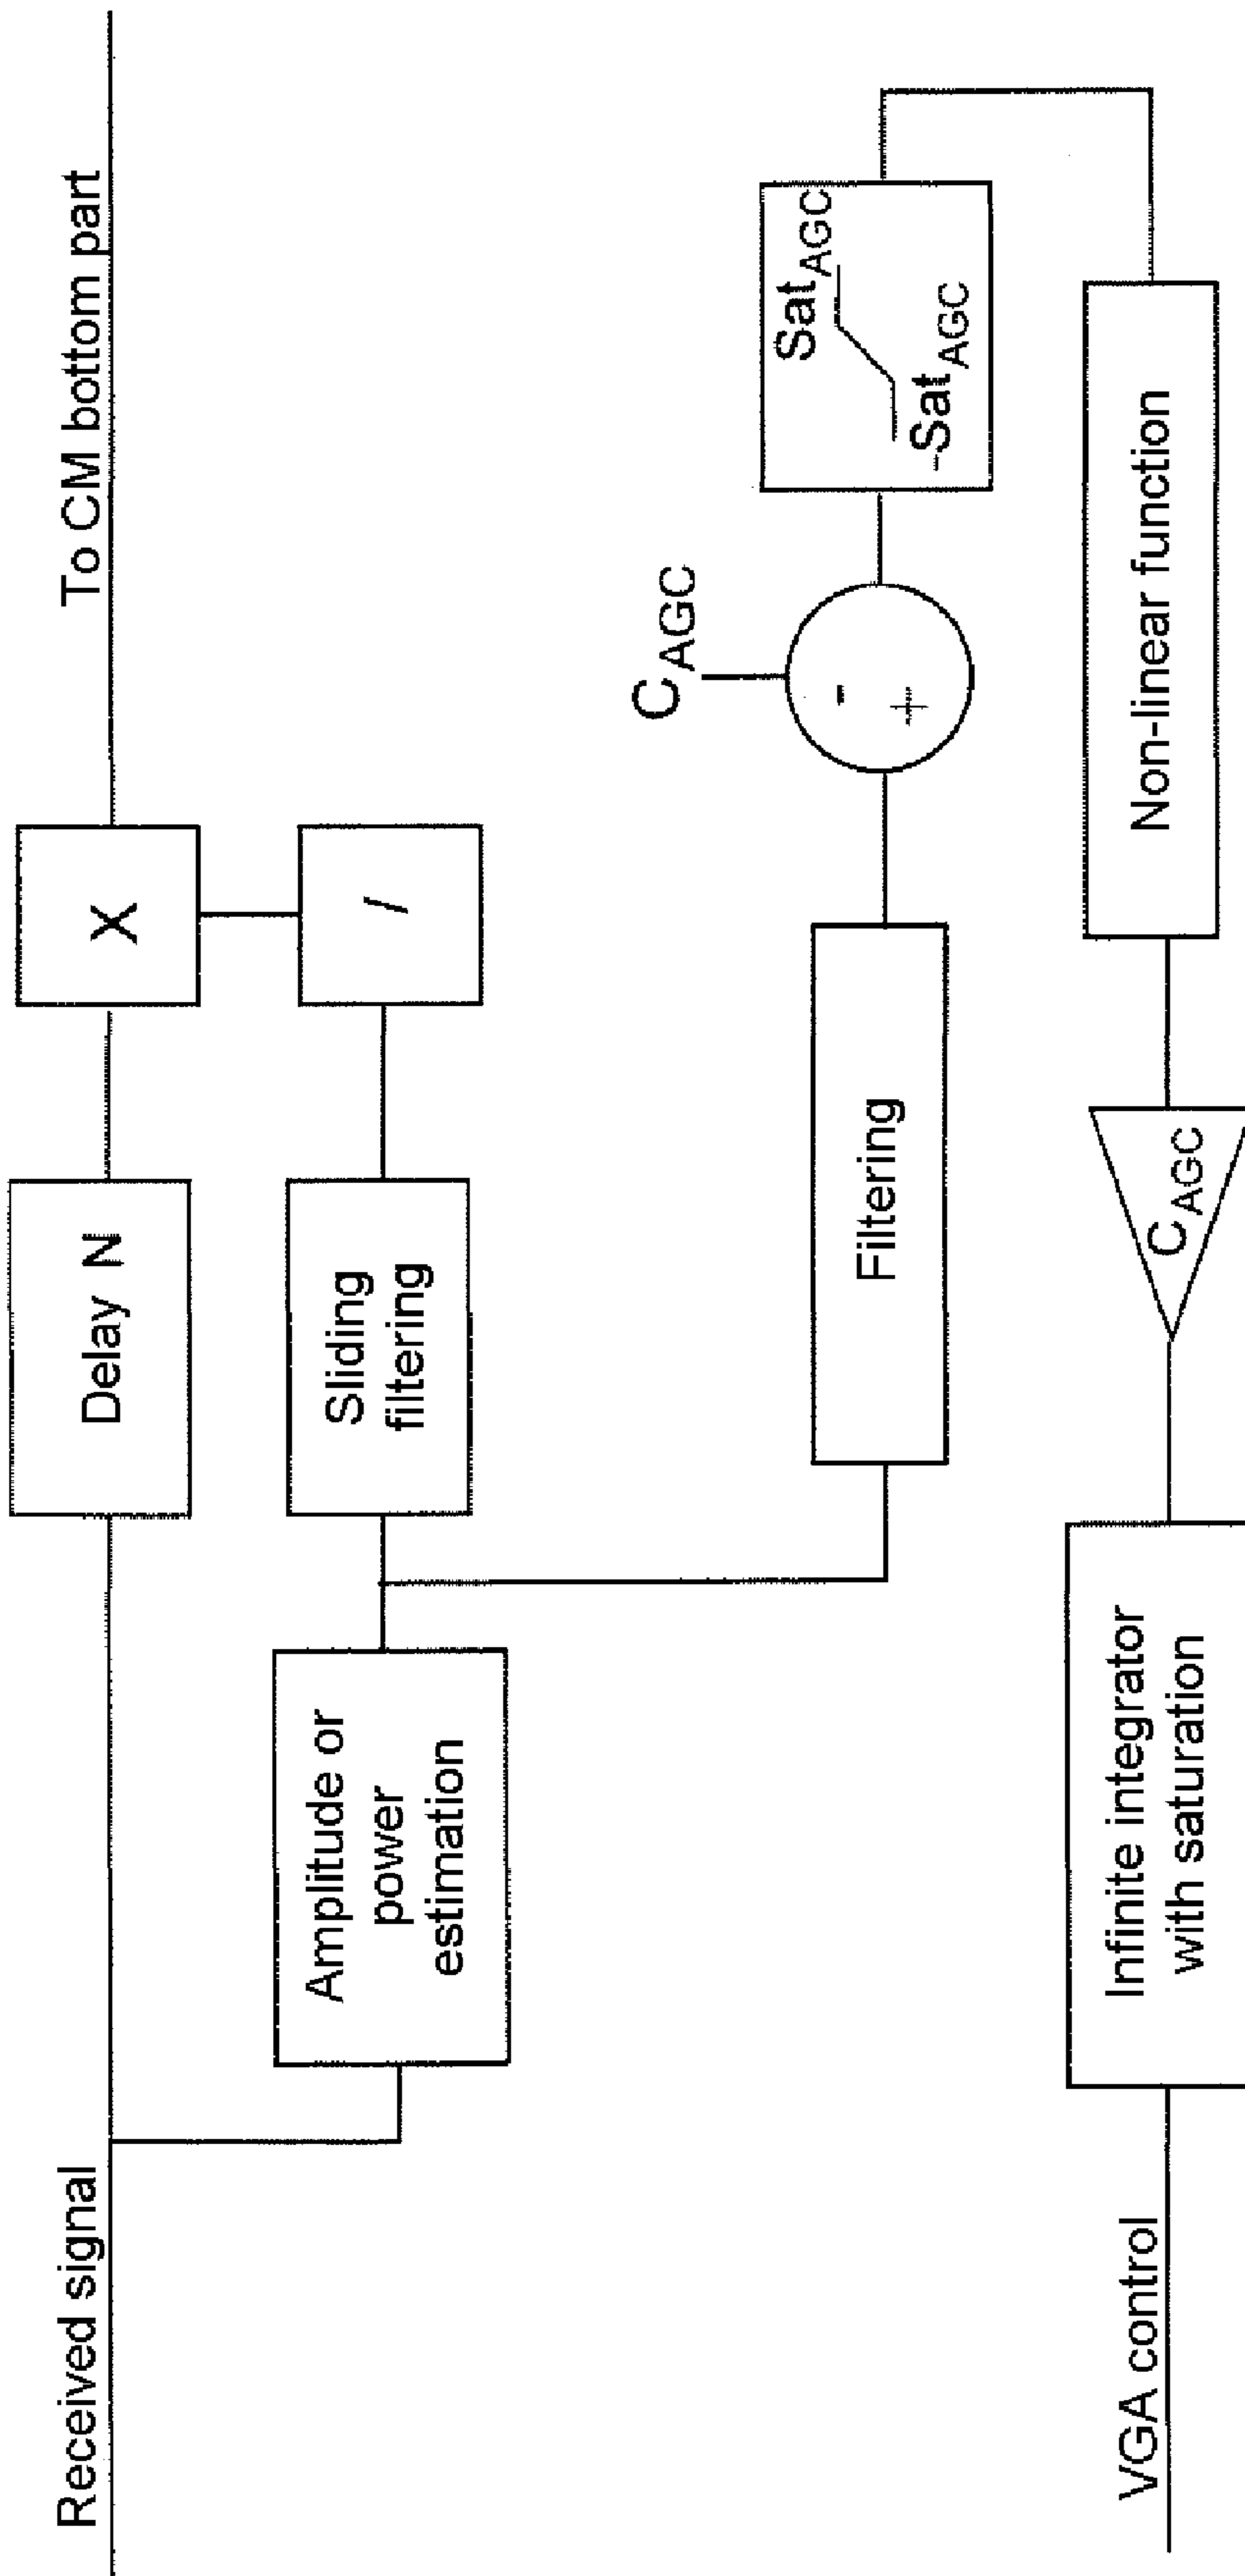 Received signal
To CM bottom part
Delay N
X
Amplitude or
power
estimation
Sliding
filtering
/
Filtering
C_AGC
-
+
Sat_AGC
-Sat_AGC
VGA control
Infinite integrator
with saturation
C_AGC
Non-linear function